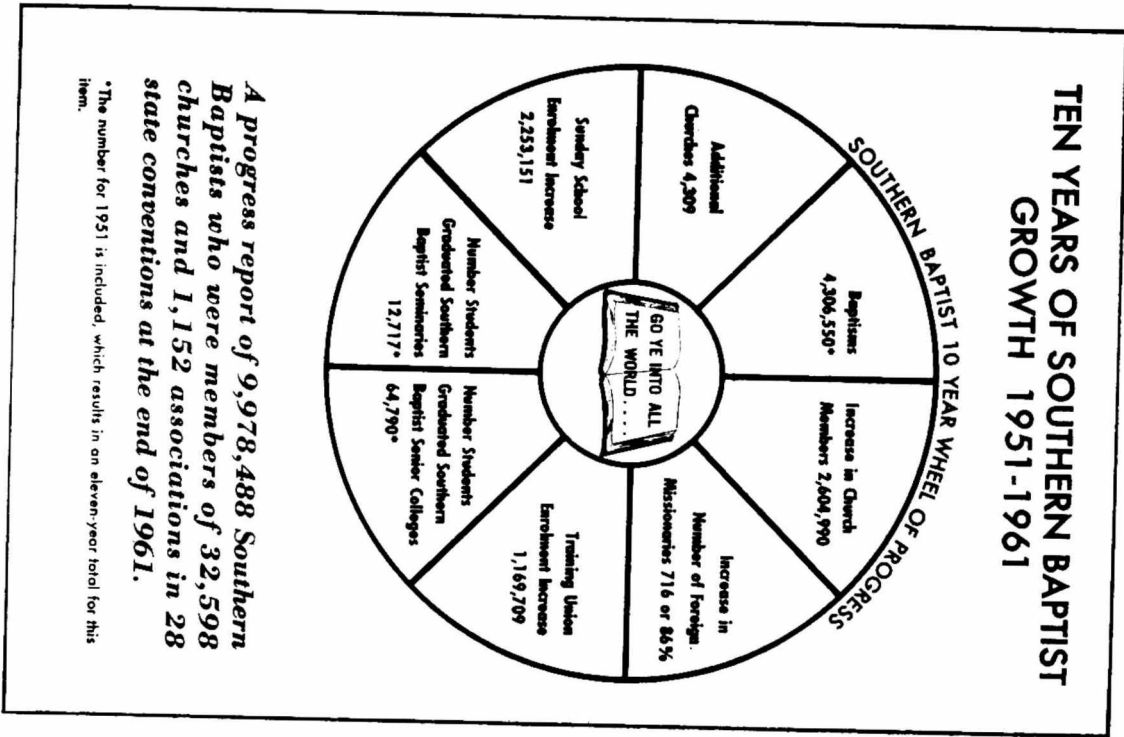 TEN YEARS OF SOUTHERN BAPTIST
GROWTH 1951-1961
SOUTHERN BAPTIST 10 YEAR WHEEL OF PROGRESS
Baptisms
4,306,550*
Increase in Church
Members 2,604,990
Increase in
Number of Foreign
Missionaries 716 or 86%
Training Union
Enrolment Increase
1,169,709
Number Students
Graduated Southern
Baptist Senior Colleges
64,790*
Number Students
Graduated Southern
Baptist Seminaries
12,717*
Sunday School
Enrolment Increase
2,253,151
Additional
Churches 4,309
GO YE INTO ALL
THE WORLD....
A progress report of 9,978,488 Southern
Baptists who were members of 32,598
churches and 1,152 associations in 28
state conventions at the end of 1961.
*The number for 1951 is included, which results in an eleven-year total for this
item.